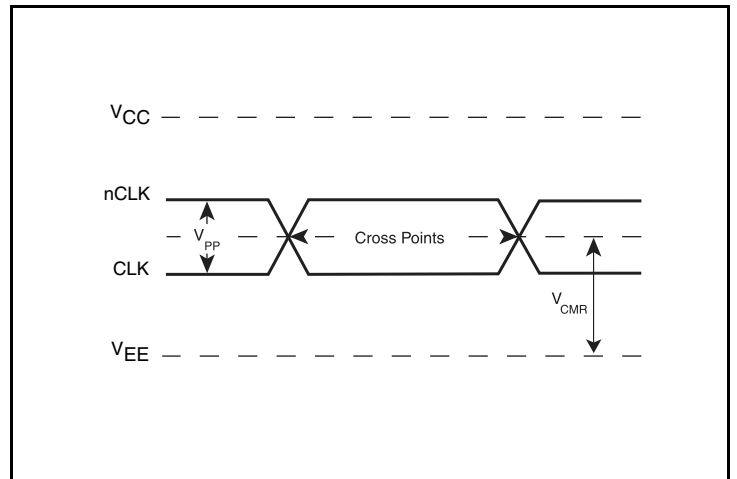 VCC
nCLK
VPP
Cross Points
CLK
VCMR
VEE